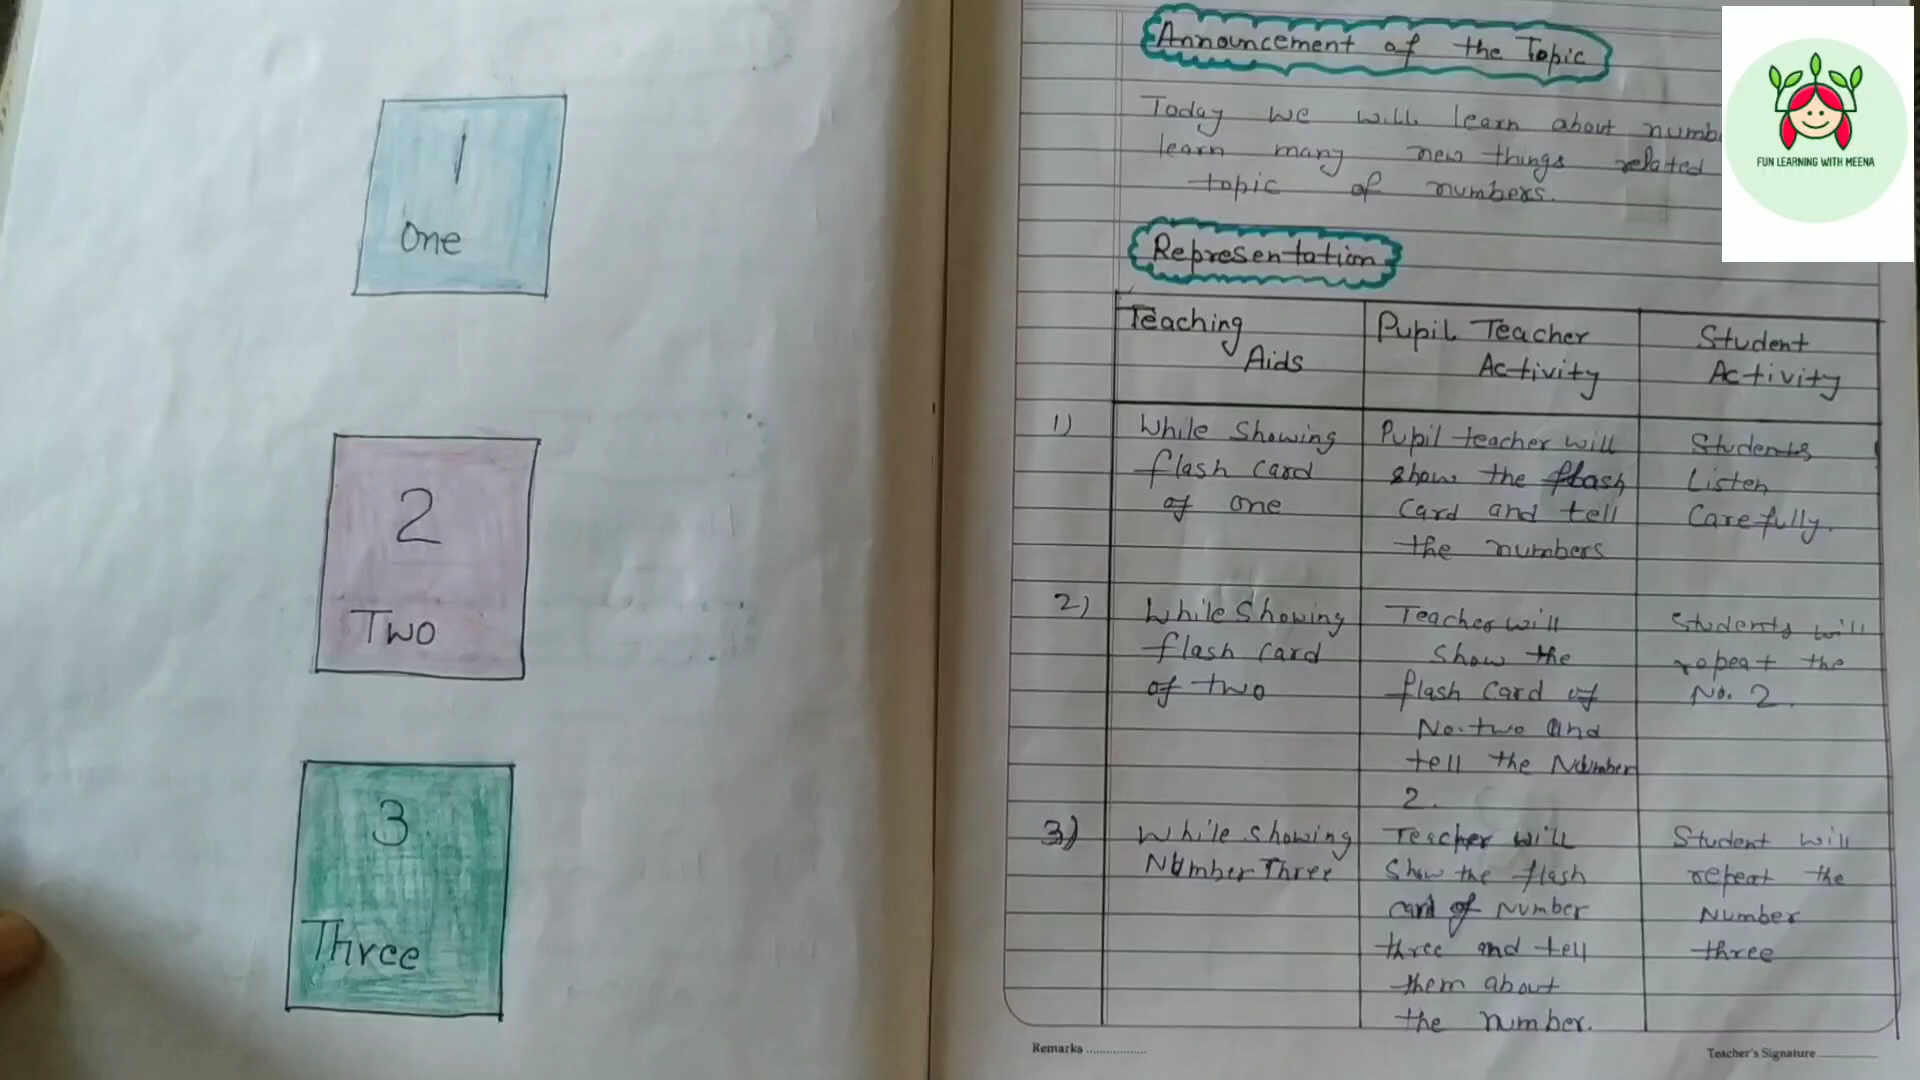 1
One
2
Two
3
Three
Announcement of the Topic
Today we will learn about
learn many new things related
topic of numbers.
Representation
Teaching Aids
Pupil Teacher Activity
Student Activity
1)
While Showing
flash card
of one
Pupil teacher will
show the flash
Card and tell
the numbers
Students
Listen
Carefully.
2)
While Showing
flash card
of two
Teacher will
Show the
flash Card of
No. two and
tell the Number
2.
Students will
repeat the
No. 2.
3)
While showing
Number Three
Teacher will
Show the flash
card of Number
three and tell
them about
the number.
Student will
repeat the
Number
three
Remarks
Teacher's Signature
FUN LEARNING WITH MEENA